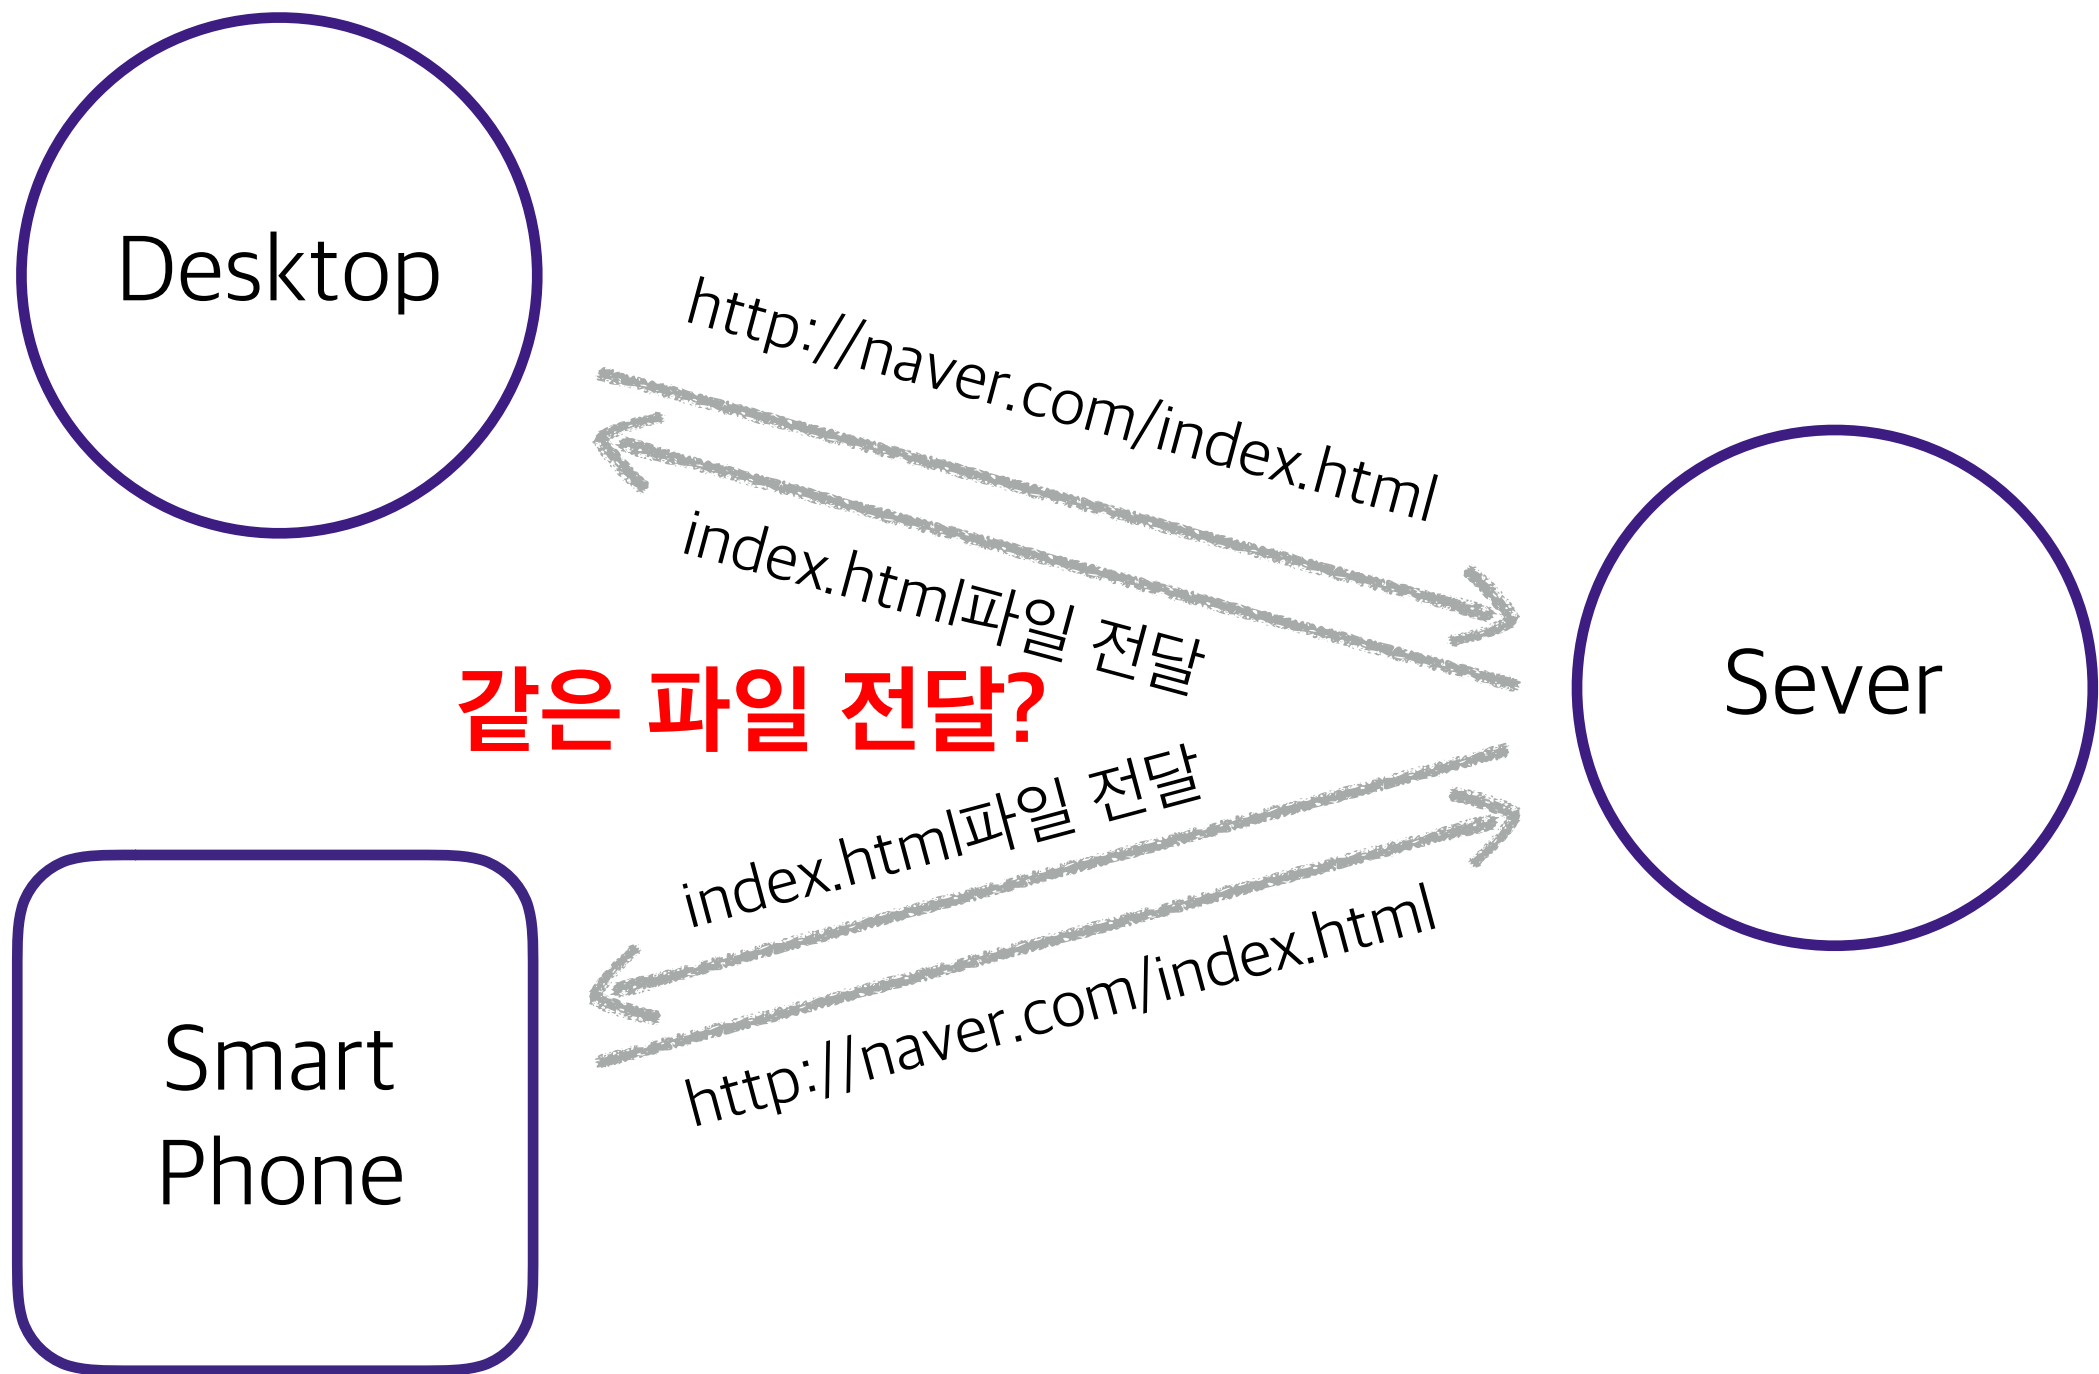 Desktop
http://naver.com/index.html
index.html파일 전달
같은 파일 전달?
Sever
index.html파일 전달
http://naver.com/index.html
Smart
Phone